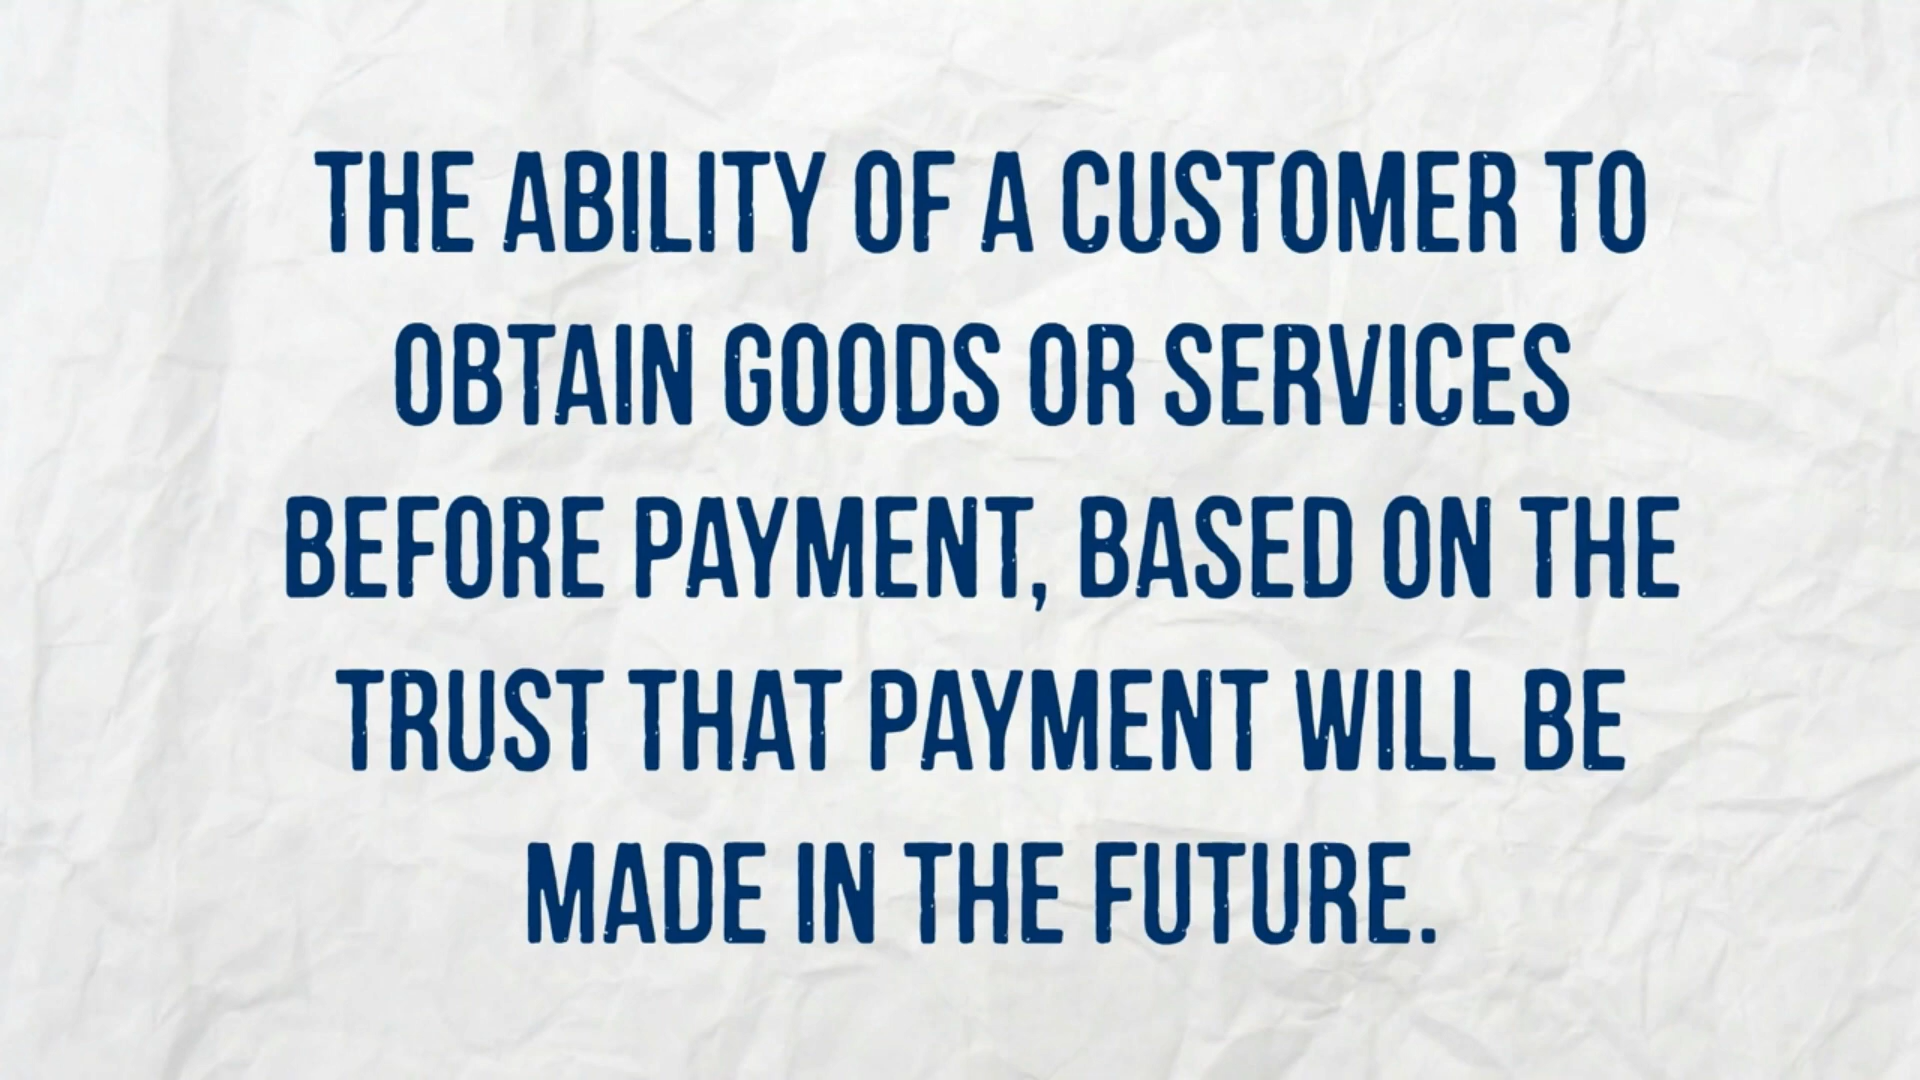 THE ABILITY OF A CUSTOMER TO
OBTAIN GOODS OR SERVICES
BEFORE PAYMENT, BASED ON THE
TRUST THAT PAYMENT WILL BE
MADE IN THE FUTURE.